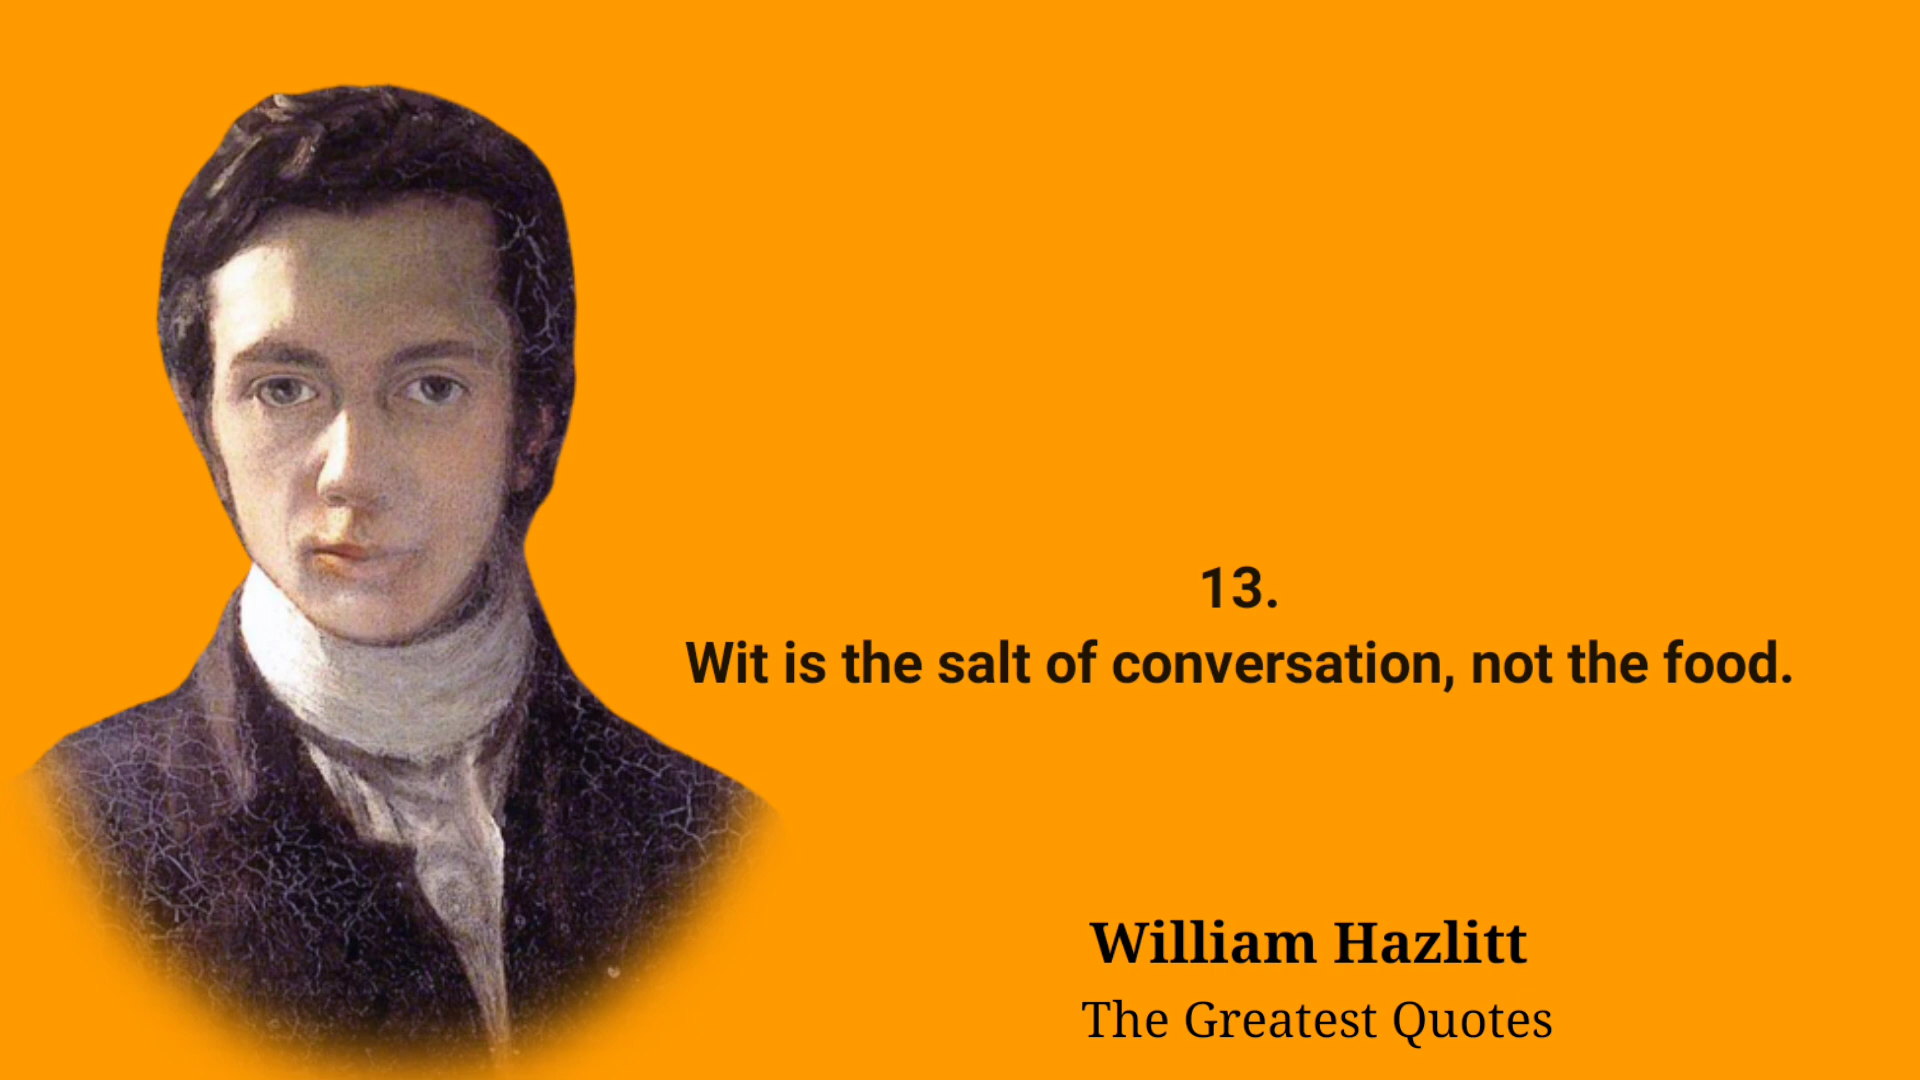 13.
Wit is the salt of conversation, not the food.
William Hazlitt
The Greatest Quotes